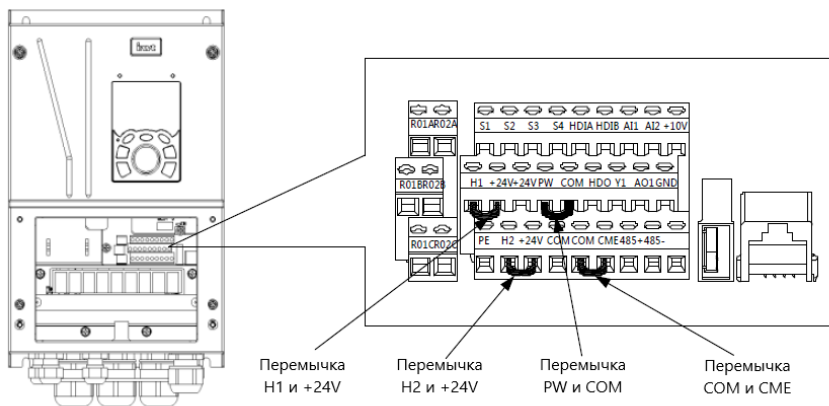 S1 S2 S3 S4 HDIA HDIB AI1 AI2 +10V
R01A R02A
H1 +24V +24V PW COM HDO Y1 AO1 GND
R01B R02B
PE H2 +24V COM COM CME 485+ 485-
R01C R02C
Перемычка H1 и +24V
Перемычка H2 и +24V
Перемычка PW и COM
Перемычка COM и CME